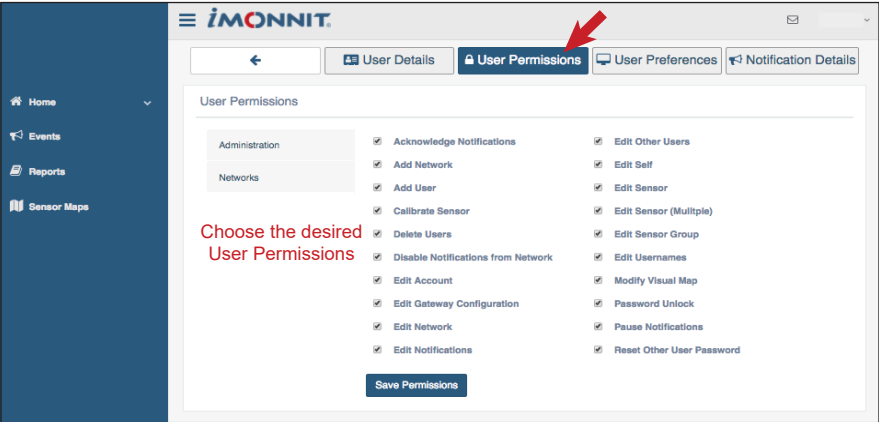 iMONNIT
User Details
User Permissions
User Preferences
Notification Details
Home
Events
Reports
Sensor Maps
User Permissions
Administration
Networks
Choose the desired
User Permissions
Acknowledge Notifications
Add Network
Add User
Calibrate Sensor
Delete Users
Disable Notifications from Network
Edit Account
Edit Gateway Configuration
Edit Network
Edit Notifications
Edit Other Users
Edit Self
Edit Sensor
Edit Sensor (Mulitple)
Edit Sensor Group
Edit Usernames
Modify Visual Map
Password Unlock
Pause Notifications
Reset Other User Password
Save Permissions